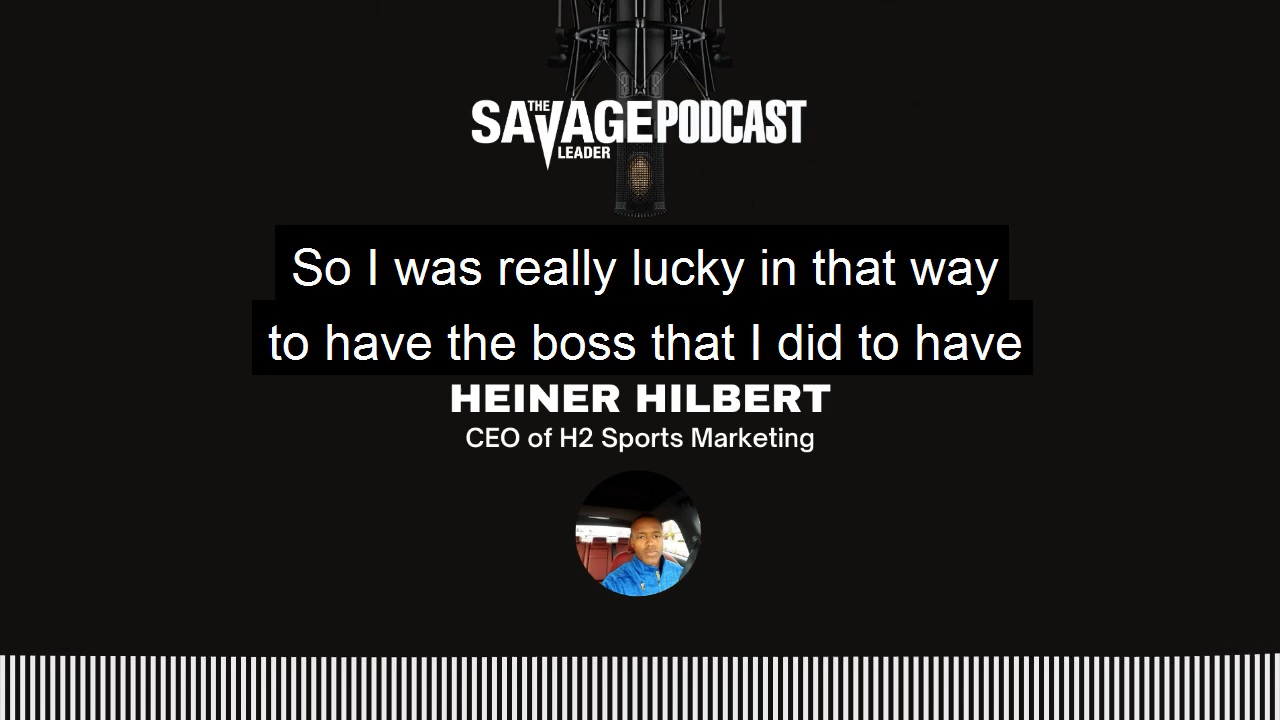 THE SAVAGE PODCAST
LEADER
So I was really lucky in that way
to have the boss that I did to have
HEINER HILBERT
CEO of H2 Sports Marketing